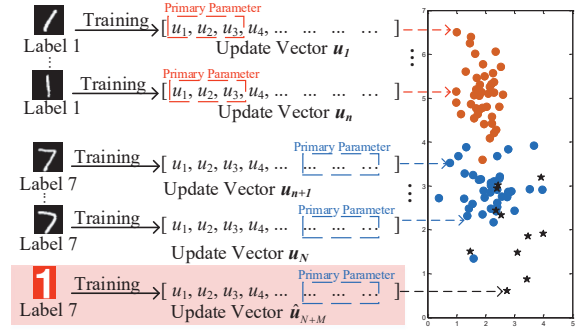 Primary Parameter
Training [ u1, u2, u3, u4, ... ... ... ... ]
Label 1 Update Vector u1
Primary Parameter
Training [ u1, u2, u3, u4, ... ... ... ... ]
Label 1 Update Vector un
Primary Parameter
Training [ u1, u2, u3, u4, ... ... ... ... ]
Label 7 Update Vector un+1
Primary Parameter
Training [ u1, u2, u3, u4, ... ... ... ... ]
Label 7 Update Vector uN
1 Primary Parameter
Training [ u1, u2, u3, u4, ... ... ... ... ]
Label 7 Update Vector ûN+M
7
6
5
4
3
2
1
0
0 1 2 3 4 5